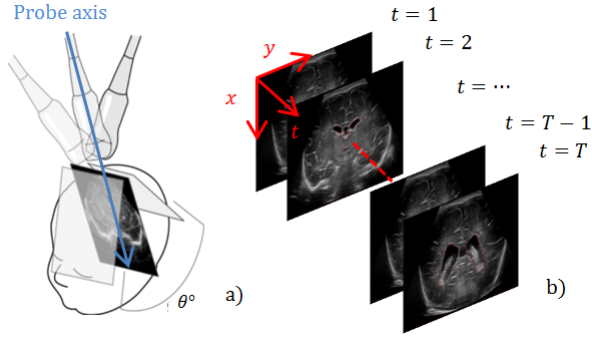 Probe axis
θ°
a)
y
x
t
t = 1
t = 2
t = ⋯
t = T − 1
t = T
b)